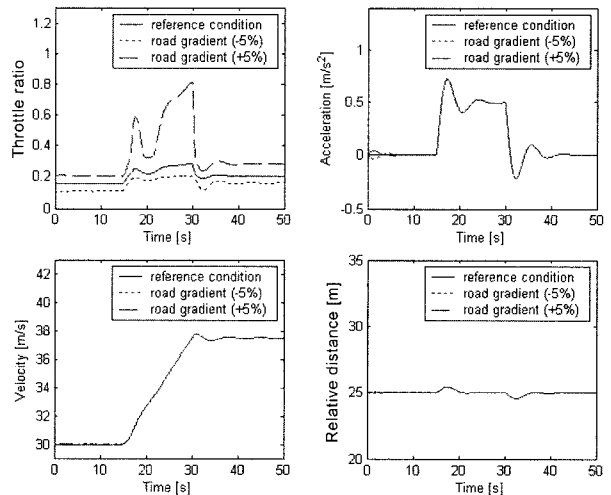 Throttle ratio
1.2
1
0.8
0.6
0.4
0.2
0
reference condition
road gradient (-5%)
road gradient (+5%)
0 10 20 30 40 50
Time [s]
Acceleration [m/s²]
1
0.5
0
-0.5
reference condition
road gradient (-5%)
road gradient (+5%)
0 10 20 30 40 50
Time [s]
Velocity [m/s]
42
40
38
36
34
32
30
reference condition
road gradient (-5%)
road gradient (+5%)
0 10 20 30 40 50
Time [s]
Relative distance [m]
35
30
25
20
reference condition
road gradient (-5%)
road gradient (+5%)
0 10 20 30 40 50
Time [s]